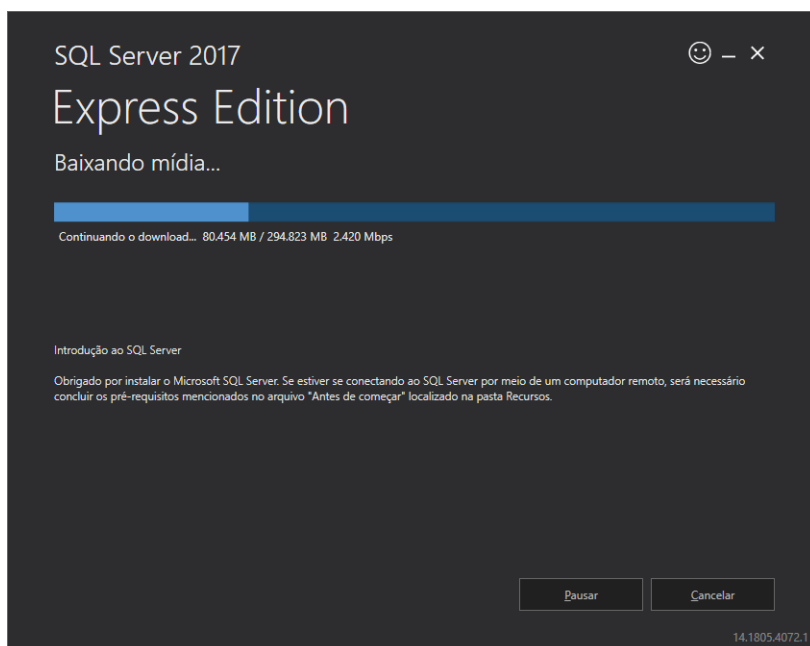 SQL Server 2017
Express Edition
Baixando mídia...
Continuando o download... 80.454 MB / 294.823 MB 2.420 Mbps
Introdução ao SQL Server
Obrigado por instalar o Microsoft SQL Server. Se estiver se conectando ao SQL Server por meio de um computador remoto, será necessário
concluir os pré-requisitos mencionados no arquivo "Antes de começar" localizado na pasta Recursos.
Pausar Cancelar
14.1805.4072.1